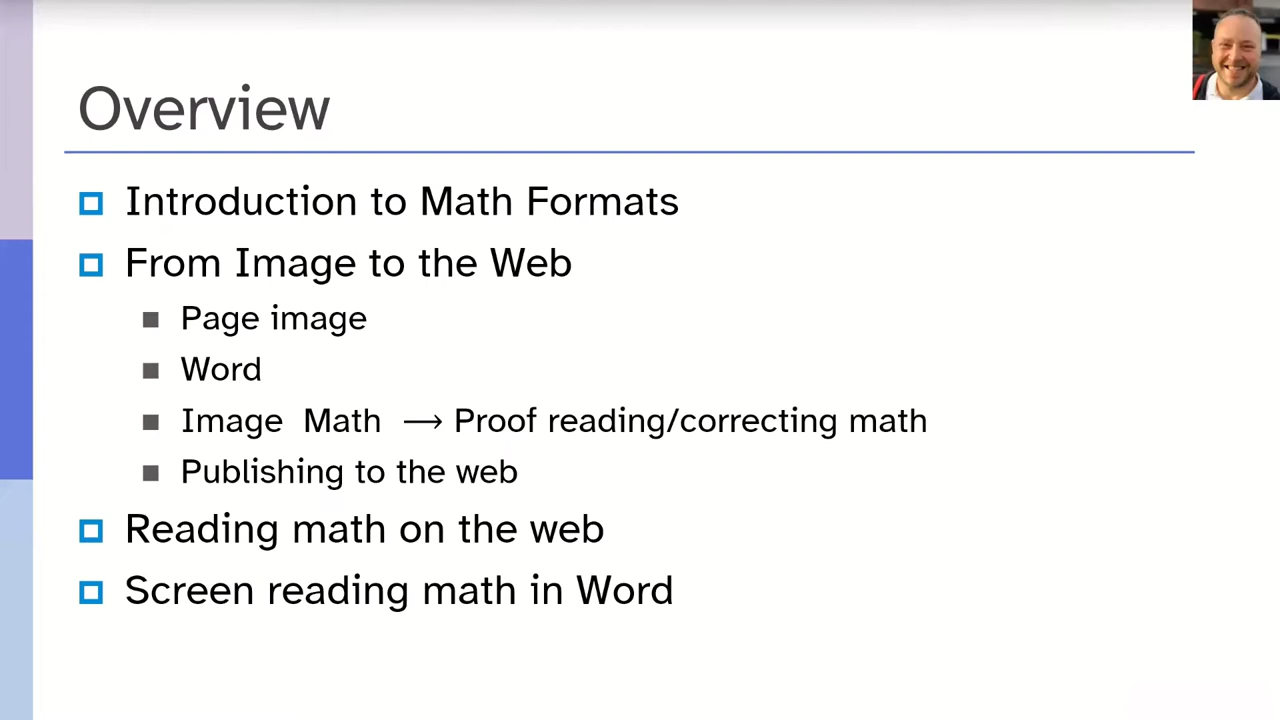 Overview
Introduction to Math Formats
From Image to the Web
Page image
Word
Image Math ⟶ Proof reading/correcting math
Publishing to the web
Reading math on the web
Screen reading math in Word